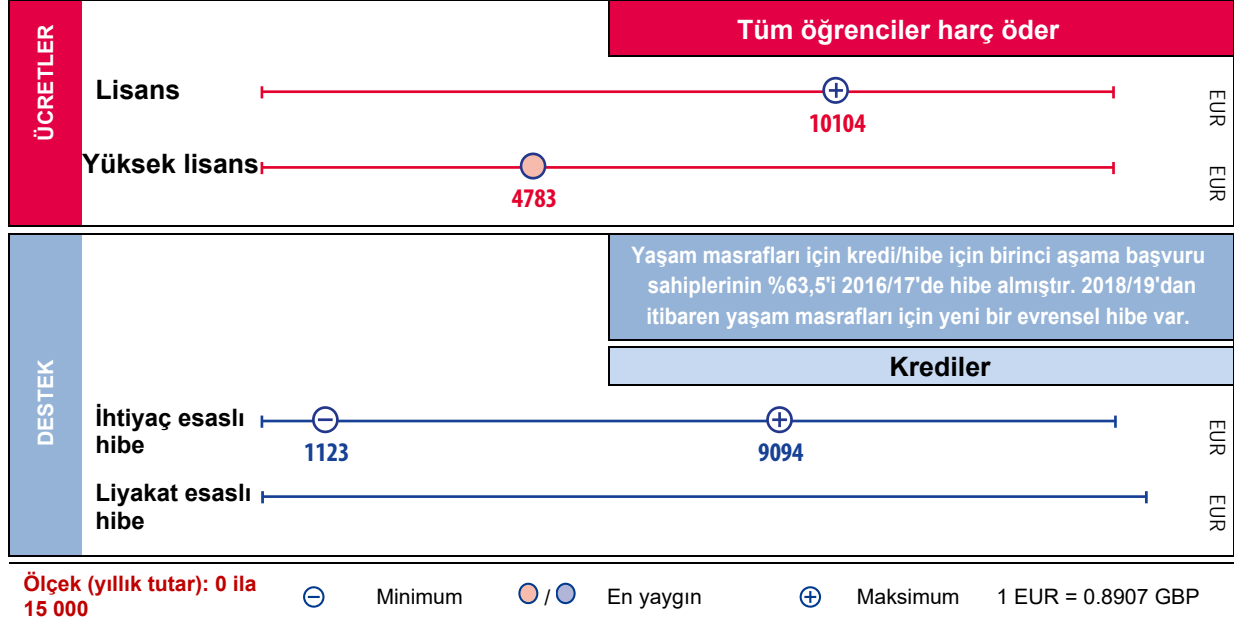 ÜCRETLER
Tüm öğrenciler harç öder
Lisans
10104
EUR
Yüksek lisans
4783
EUR
DESTEK
Yaşam masrafları için kredi/hibe için birinci aşama başvuru
sahiplerinin %63,5'i 2016/17'de hibe almıştır. 2018/19'dan
itibaren yaşam masrafları için yeni bir evrensel hibe var.
Krediler
İhtiyaç esaslı
hibe
1123
9094
EUR
Liyakat esaslı
hibe
EUR
Ölçek (yıllık tutar): 0 ila
15 000
Minimum
/
En yaygın
Maksimum
1 EUR = 0.8907 GBP